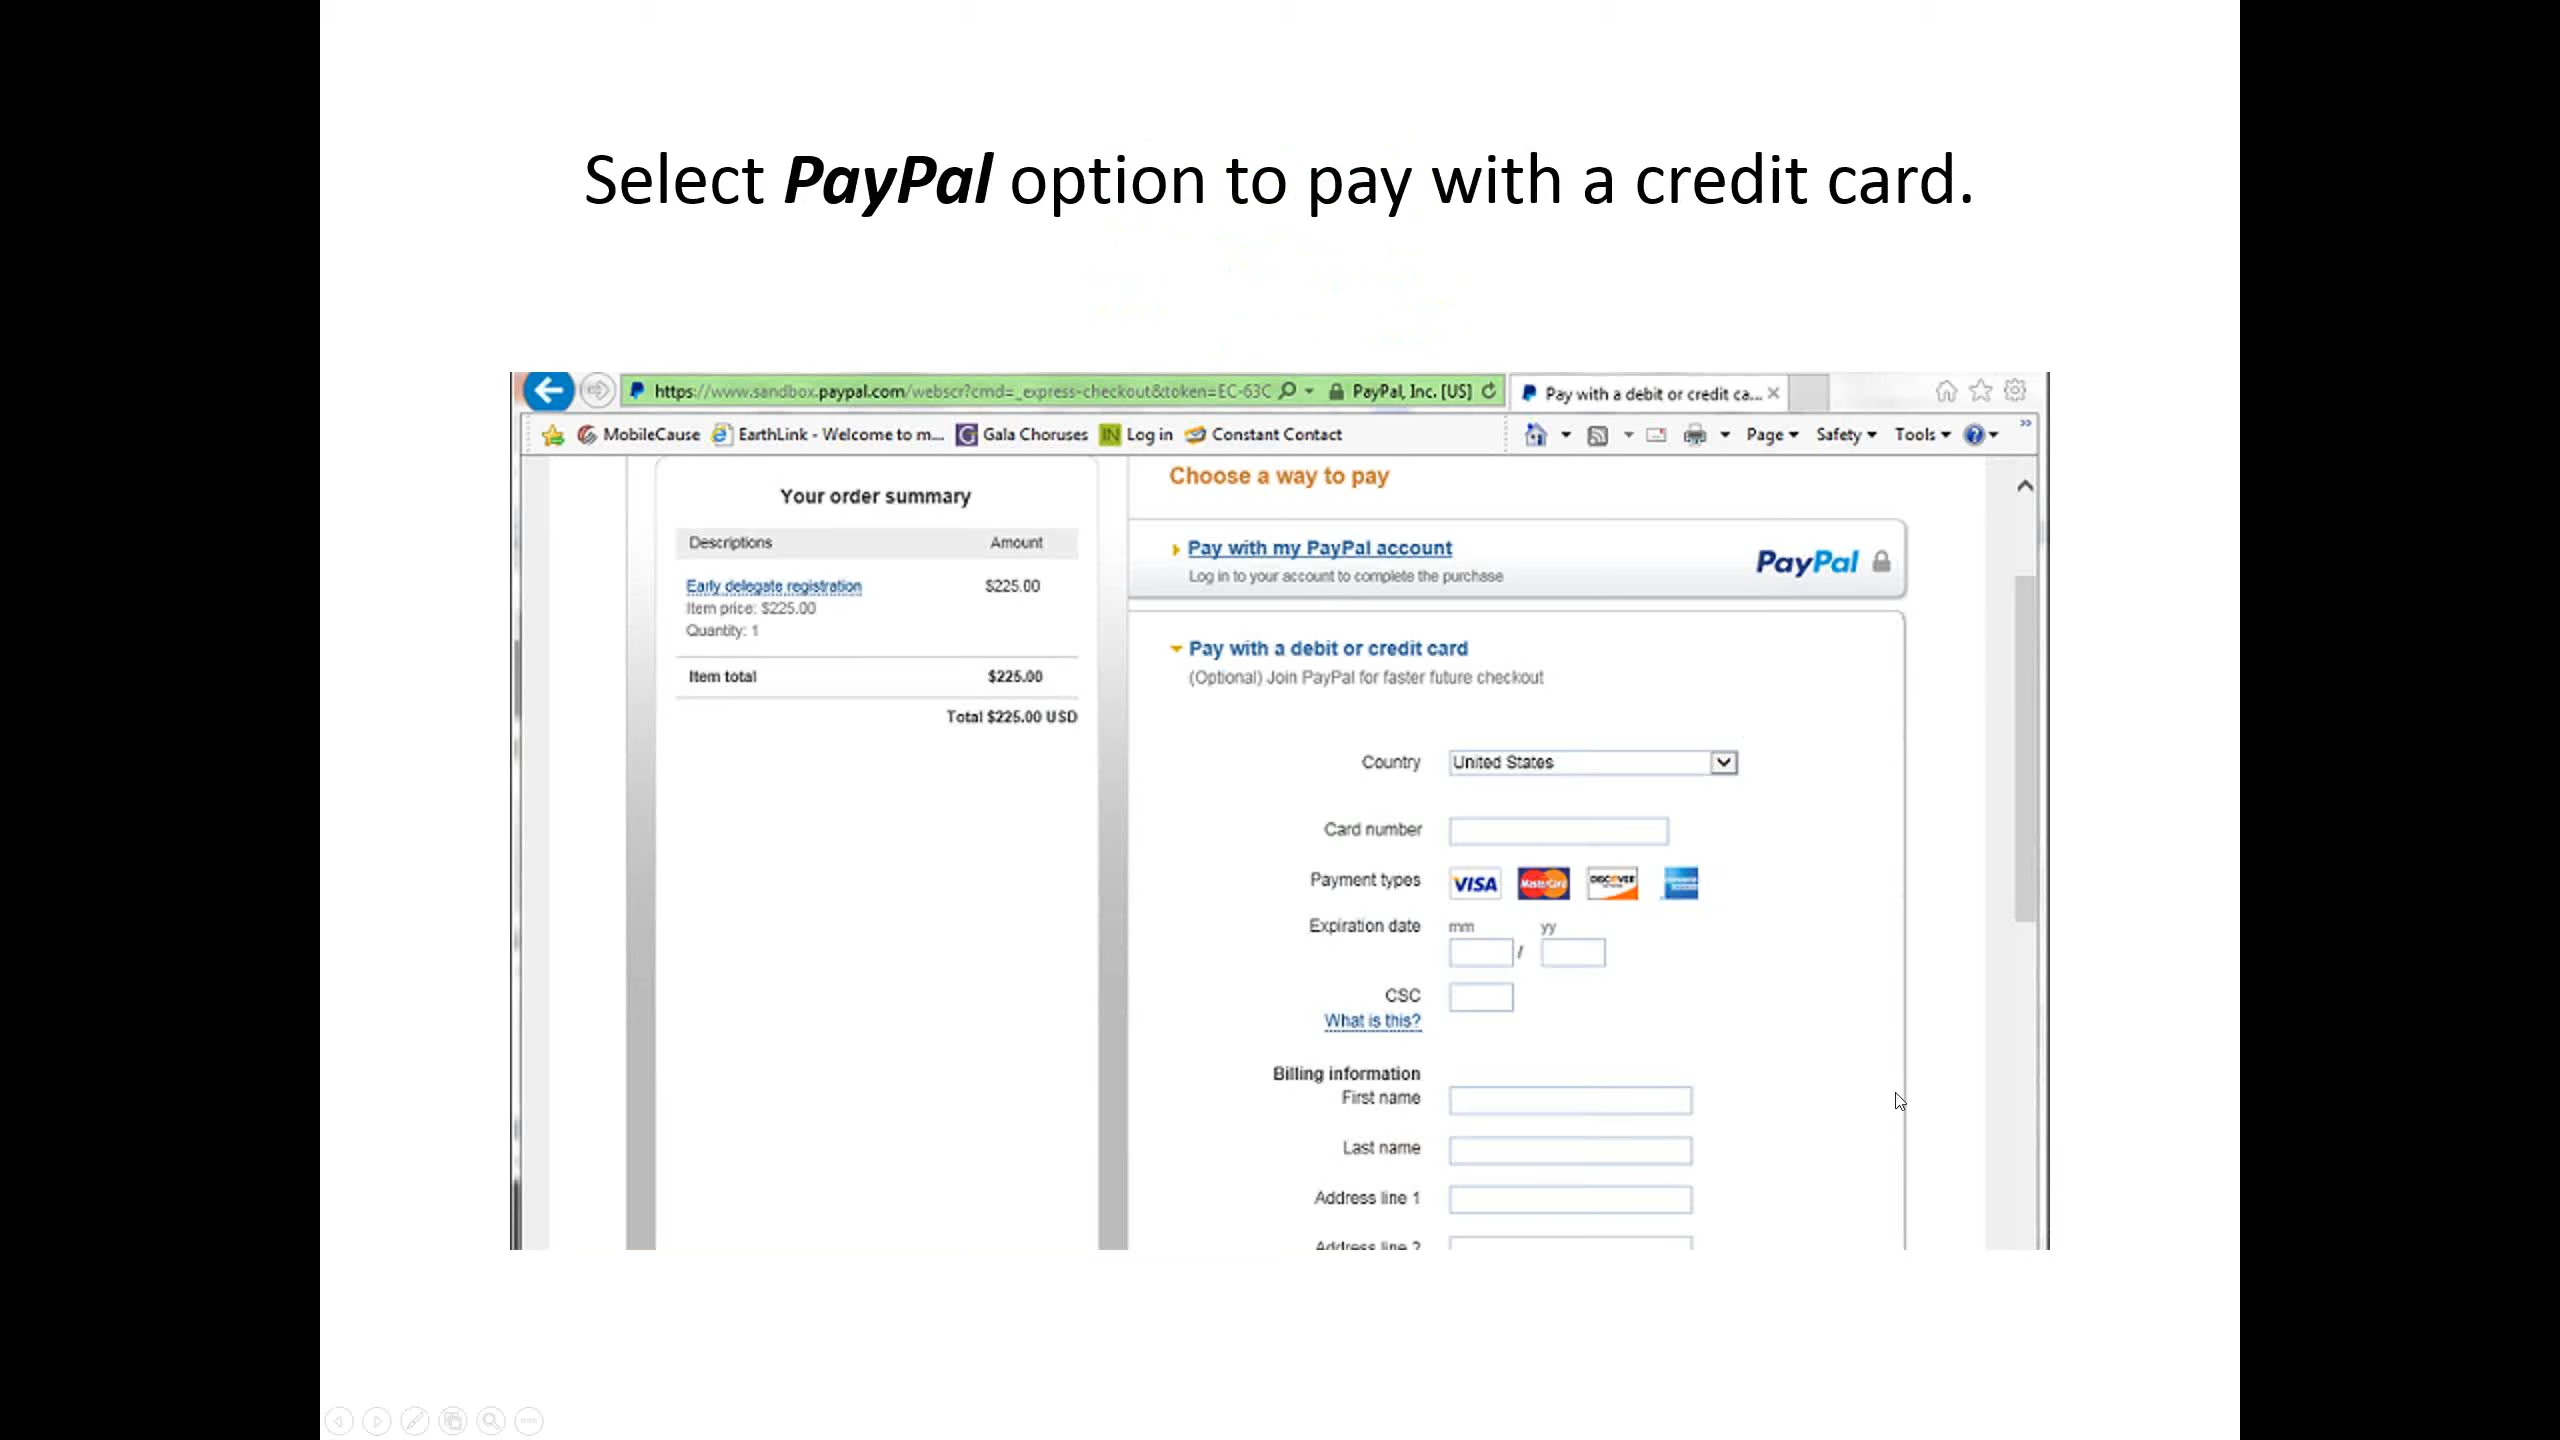 Select PayPal option to pay with a credit card.
https://www.sandbox.paypal.com/webscr?cmd=_express-checkout&token=EC-63C
PayPal, Inc. [US]
Pay with a debit or credit ca...
MobileCause
EarthLink - Welcome to m...
Gala Choruses
IN
Log in
Constant Contact
Page
Safety
Tools
Your order summary
Descriptions Amount
Early delegate registration $225.00
Item price: $225.00
Quantity: 1
Item total $225.00
Total $225.00 USD
Choose a way to pay
Pay with my PayPal account
Log in to your account to complete the purchase
PayPal
Pay with a debit or credit card
(Optional) Join PayPal for faster future checkout
Country United States
Card number
Payment types VISA MasterCard DISCOVER
Expiration date mm yy
/
CSC
What is this?
Billing information
First name
Last name
Address line 1
Address line 2